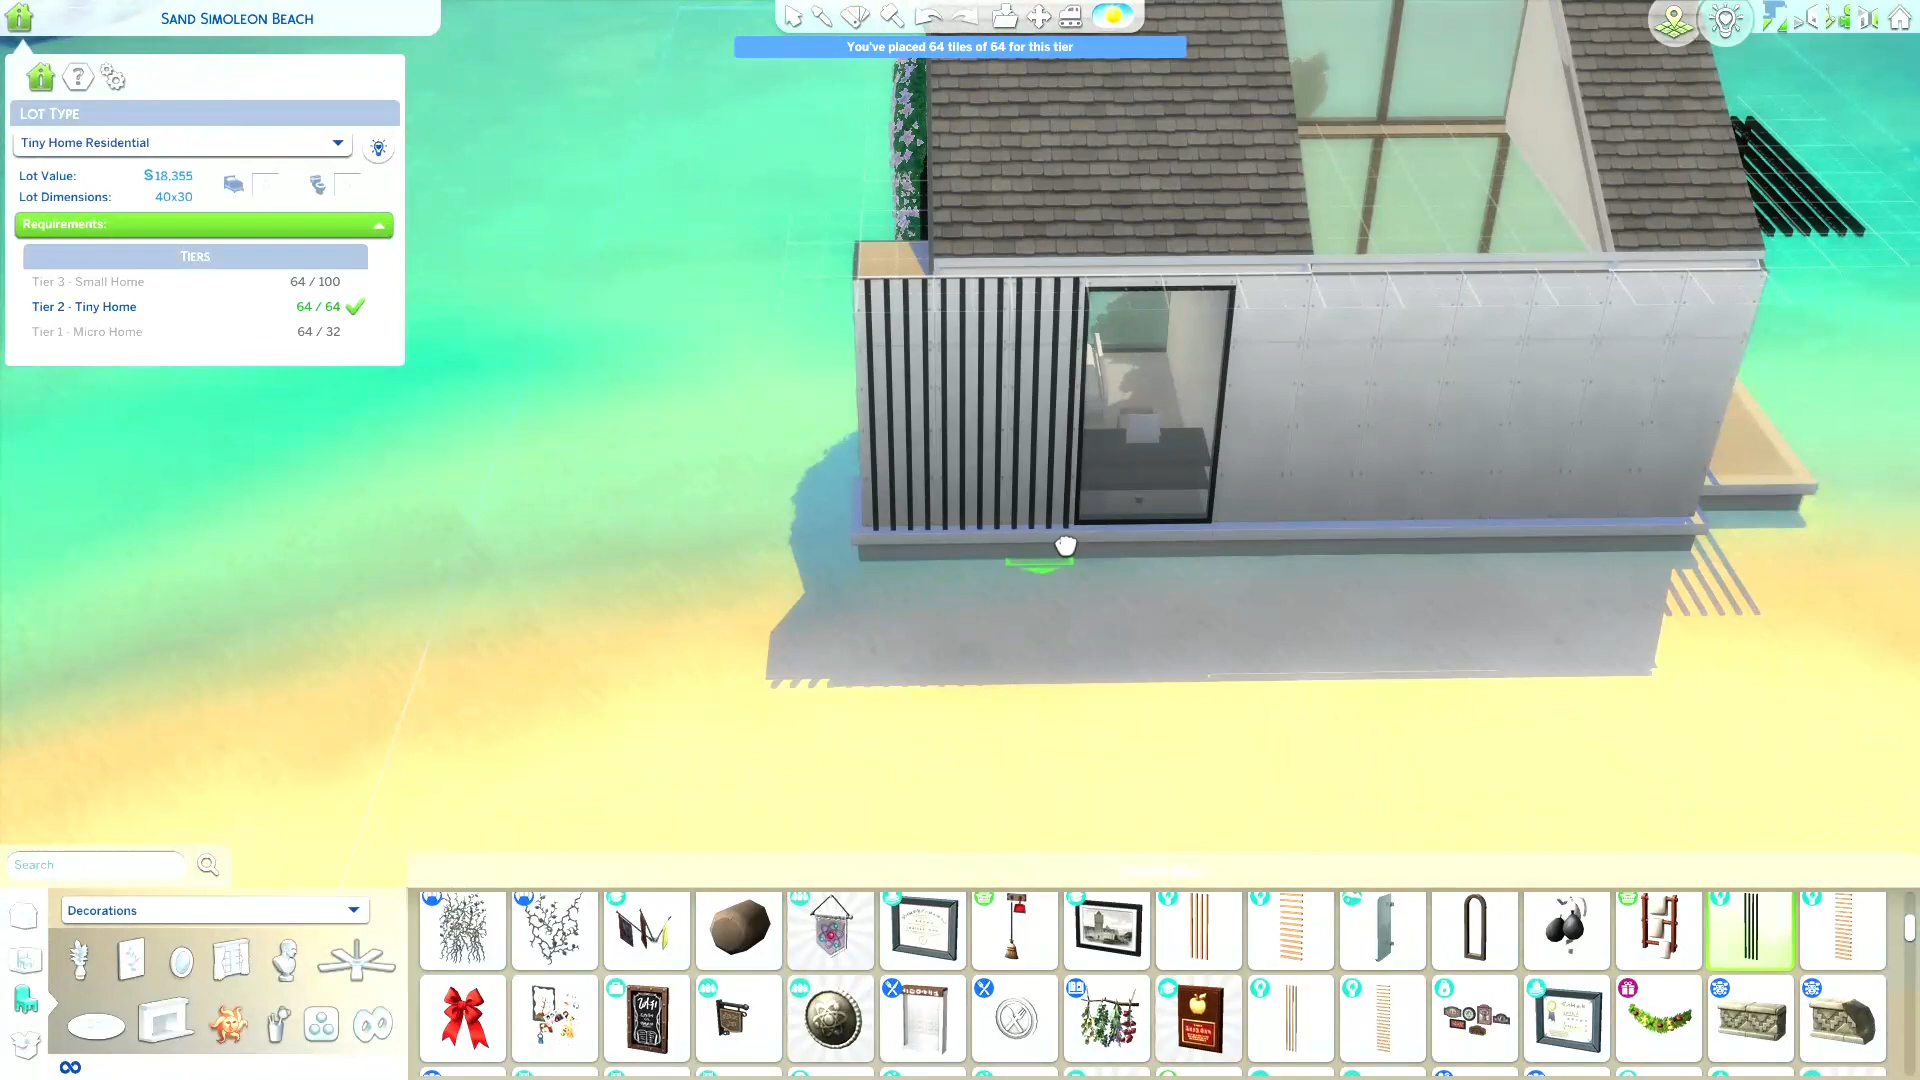 SAND SIMOLEON BEACH
You've placed 64 tiles of 64 for this tier
LOT TYPE
Tiny Home Residential
Lot Value: §18,355
Lot Dimensions: 40x30
Requirements:
TIERS
Tier 3 - Small Home 64 / 100
Tier 2 - Tiny Home 64 / 64
Tier 1 - Micro Home 64 / 32
Search
Decorations